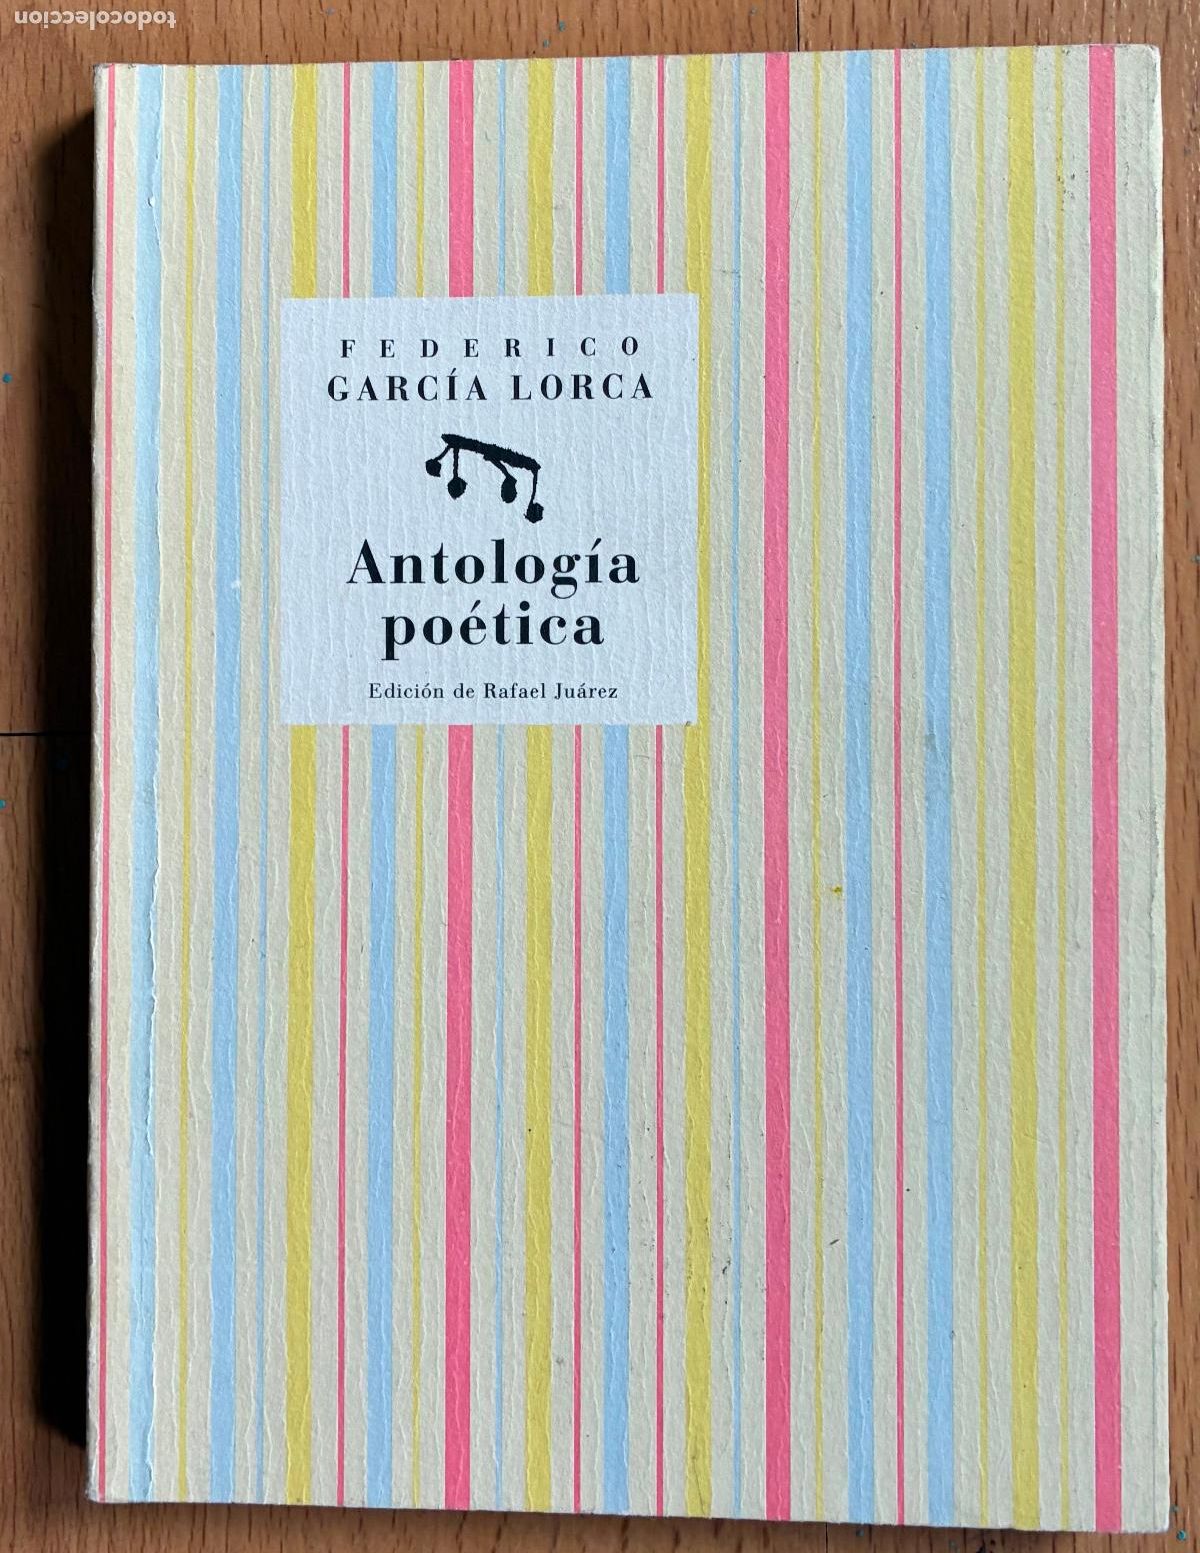 todocoleccion
FEDERICO
GARCÍA LORCA
Antología
poética
Edición de Rafael Juárez